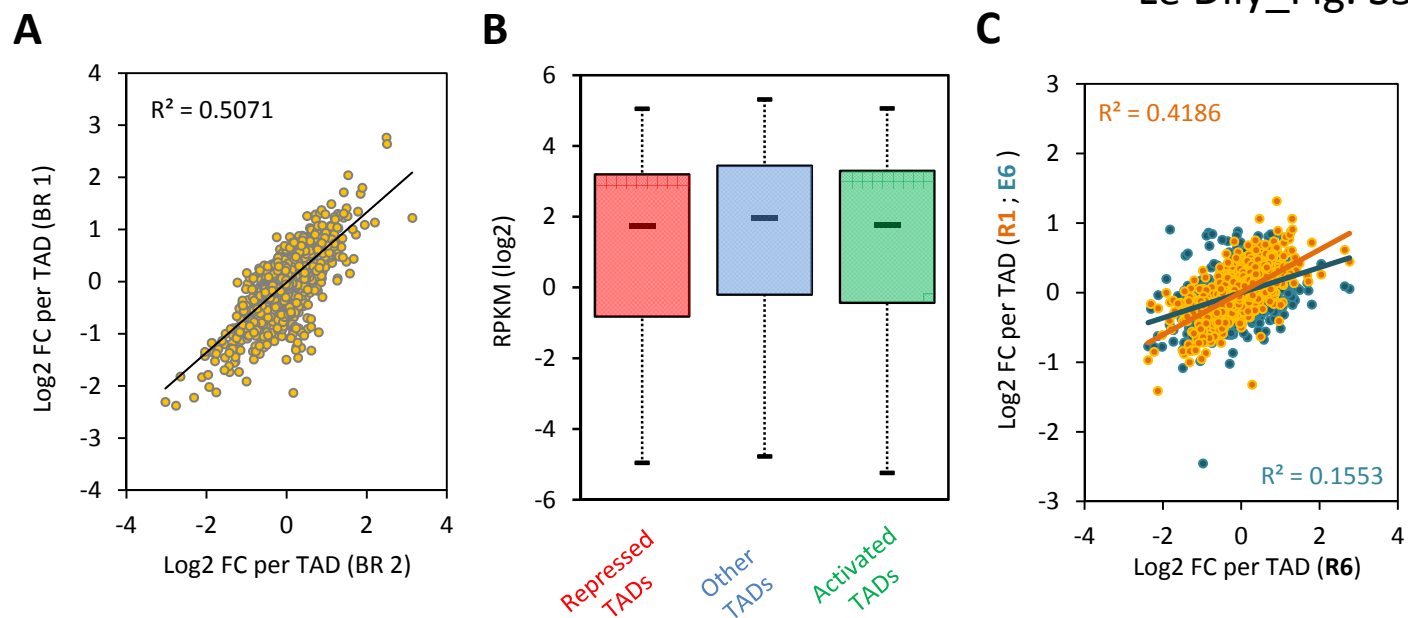 A
B
C
4
3
2
1
0
-1
-2
-3
-4
-4
-2
0
2
4
R² = 0.5071
Log2 FC per TAD (BR 1)
Log2 FC per TAD (BR 2)
6
4
2
0
-2
-4
-6
RPKM (log2)
Repressed
TADs
Other
TADs
Activated
TADs
3
2
1
0
-1
-2
-3
-4
-2
0
2
4
R² = 0.4186
R² = 0.1553
Log2 FC per TAD (R1 ; E6 )
Log2 FC per TAD (R6)